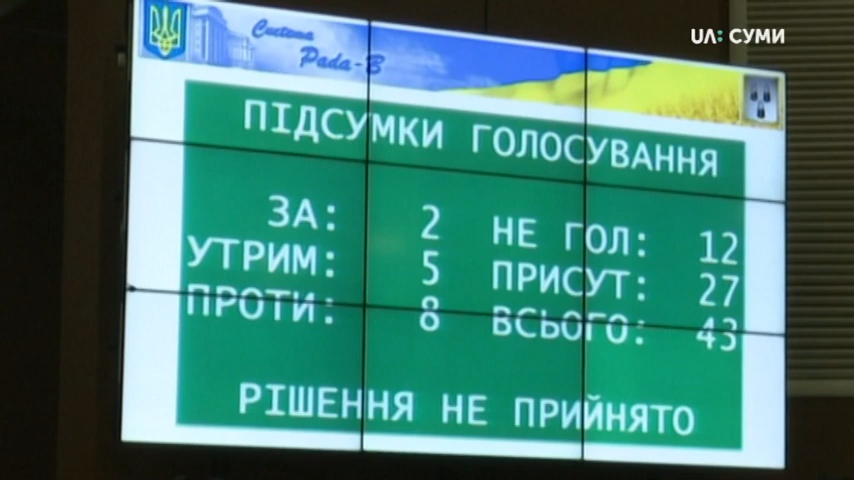 UA: СУМИ
Система
Рада-В
ПІДСУМКИ ГОЛОСУВАННЯ
ЗА: 2 НЕ ГОЛ: 12
УТРИМ: 5 ПРИСУТ: 27
ПРОТИ: 8 ВСЬОГО: 43
РІШЕННЯ НЕ ПРИЙНЯТО